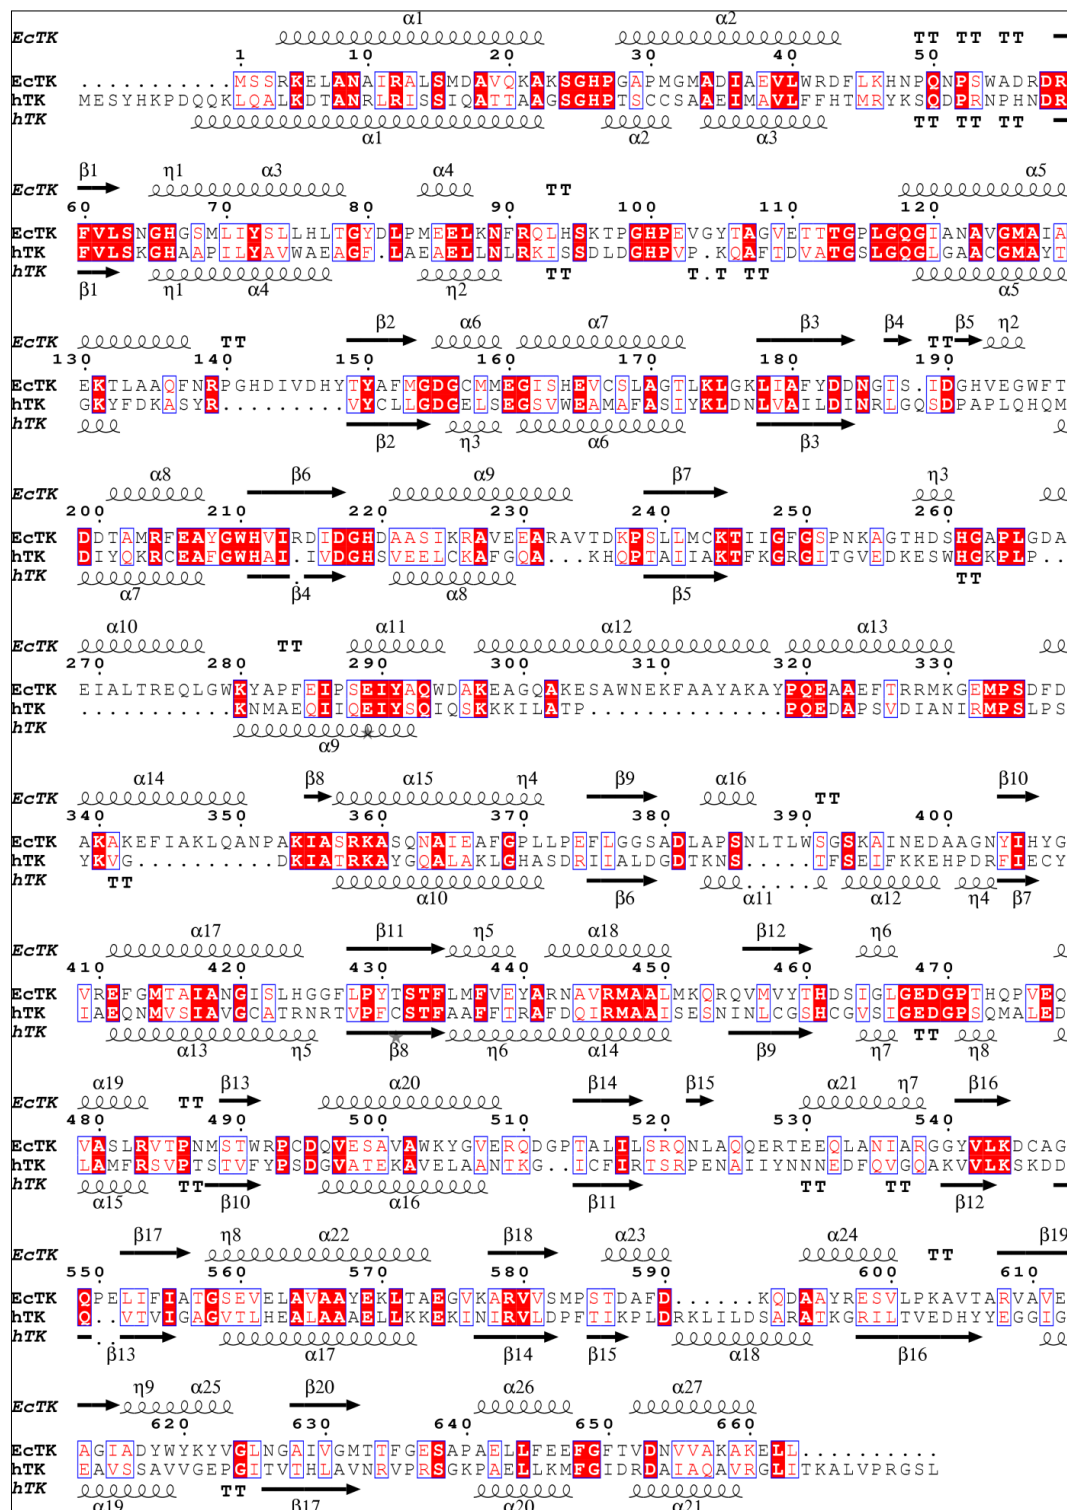 α1 α2
EcTK TT TT TT
1 10 20 30 40 50
EcTK ...........MSSRKELANAIRALSMDAVQKAKSGHPGAPMGMADIAEVLWRDFLKHNPQNPSWADRDR
hTK MESYHKPDQQKLQALKDTANRLRISSIQATTAAGSGHPTSCCSAAEIMAVLFFHTMRYKSQDPRNPHNDR
hTK TT TT TT
α1 α2 α3
β1 η1 α3 α4 α5
EcTK TT
60 70 80 90 100 110 120
EcTK FVLSNGHGSMLIYSLLHLTGYDLPMEELKNFRQLHSKTPGHPEVGYTAGVETTTGPLGQGIANAVGMAIA
hTK FVLSKGHAAPILYAVWAEAGF.LAEAELLNLRKISSDLDGHPVP.KQAFTDVATGSLGQGLGAACGMAYT
hTK TT T.T TT
β1 η1 α4 η2 α5
β2 α6 α7 β3 β4 β5 η2
EcTK TT TT
130 140 150 160 170 180 190
EcTK EKTLAAQFNRPGHDIVDHYTYAFMGDGCMMEGISHEVCSLAGTLKLGKLIAFYDDNGIS.IDGHVEGWFT
hTK GKYFDKASYR.........VYCLLGDGELSEGSVWEAMAFASIYKLDNLVAILDINRLGQSDPAPLQHQM
hTK
β2 η3 α6 β3
α8 β6 α9 β7 η3
EcTK
200 210 220 230 240 250 260
EcTK DDTAMRFEAYGWHVIRDIDGHDAASIKRAVEEARAVTDKPSLLMCKTIIGFGSPNKAGTHDSHGAPLGDA
hTK DIYQKRCEAFGWHAI.IVDGHSVEELCKAFGQA...KHQPTAIIAKTFKGRGITGVEDKESWHGKPLP..
hTK . TT
α7 β4 α8 β5
α10 α11 α12 α13
EcTK TT
270 280 290 300 310 320 330
EcTK EIALTREQLGWKYAPFEIPSEIYAQWDAKEAGQAKESAWNEKFAAYAKAYPQEAAEFTRRMKGEMPSDFD
hTK ...........KNMAEQIIQEIYSQIQSKKKILATP..............PQEDAPSVDIANIRMPSLPS
hTK
α9
α14 β8 α15 η4 β9 α16 β10
EcTK TT
340 350 360 370 380 390 400
EcTK AKAKEFIAKLQANPAKIASRKASQNAIEAFGPLLPEFLGGSADLAPSNLTLWSGSKAINEDAAGNYIHYG
hTK YKVG..........DKIATRKAYGQALAKLGHASDRIIALDGDTKNS.....TFSEIFKKEHPDRFIECY
hTK TT .....
α10 β6 α11 α12 η4 β7
α17 β11 η5 α18 β12 η6
EcTK
410 420 430 440 450 460 470
EcTK VREFGMTAIANGISLHGGFLPYTSTFLMFVEYARNAVRMAALMKQRQVMVYTHDSIGLGEDGPTHQPVEQ
hTK IAEQNMVSIAVGCATRNRTVPFCSTFAAFFTRAFDQIRMAAISESNINLCGSHCGVSIGEDGPSQMALED
hTK TT
α13 η5 β8 η6 α14 β9 η7 η8
α19 β13 α20 β14 β15 α21 η7 β16
EcTK TT
480 490 500 510 520 530 540
EcTK VASLRVTPNMSTWRPCDQVESAVAWKYGVERQDGPTALILSRQNLAQQERTEEQLANIARGGYVLKDCAG
hTK LAMFRSVPTSTVFYPSDGVATEKAVELAANTKG..ICFIRTSRPENAIIYNNNEDFQVGQAKVVLKSKDD
hTK TT TT TT
α15 β10 α16 β11 β12
β17 η8 α22 β18 α23 α24 β19
EcTK TT
550 560 570 580 590 600 610
EcTK QPELIFIATGSEVELAVAAYEKLTAEGVKARVVSMPSTDAFD......KQDAAYRESVLPKAVTARVAVE
hTK Q..VTVIGAGVTLHEALAAAELLKKEKINIRVLDPFTIKPLDRKLILDSARATKGRILTVEDHYYEGGIG
hTK ..
β13 α17 β14 β15 α18 β16
η9 α25 β20 α26 α27
EcTK
620 630 640 650 660
EcTK AGIADYWYKYVGLNGAIVGMTTFGESAPAELLFEEFGFTVDNVVAKAKELL..........
hTK EAVSSAVVGEPGITVTHLAVNRVPRSGKPAELLKMFGIDRDAIAQAVRGLITKALVPRGSL
hTK TT
α19 β17 α20 α21